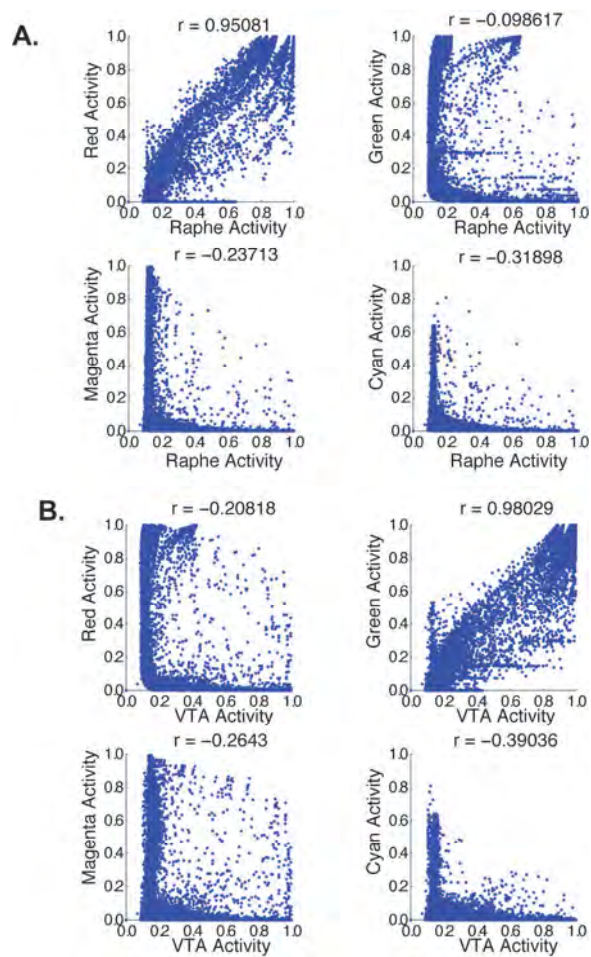 A.
r = 0.95081
Red Activity
1.0
0.8
0.6
0.4
0.2
0.0
0.0 0.2 0.4 0.6 0.8 1.0
Raphe Activity
r = −0.098617
Green Activity
1.0
0.8
0.6
0.4
0.2
0.0
0.0 0.2 0.4 0.6 0.8 1.0
Raphe Activity
r = −0.23713
Magenta Activity
1.0
0.8
0.6
0.4
0.2
0.0
0.0 0.2 0.4 0.6 0.8 1.0
Raphe Activity
r = −0.31898
Cyan Activity
1.0
0.8
0.6
0.4
0.2
0.0
0.0 0.2 0.4 0.6 0.8 1.0
Raphe Activity
B.
r = −0.20818
Red Activity
1.0
0.8
0.6
0.4
0.2
0.0
0.0 0.2 0.4 0.6 0.8 1.0
VTA Activity
r = 0.98029
Green Activity
1.0
0.8
0.6
0.4
0.2
0.0
0.0 0.2 0.4 0.6 0.8 1.0
VTA Activity
r = −0.2643
Magenta Activity
1.0
0.8
0.6
0.4
0.2
0.0
0.0 0.2 0.4 0.6 0.8 1.0
VTA Activity
r = −0.39036
Cyan Activity
1.0
0.8
0.6
0.4
0.2
0.0
0.0 0.2 0.4 0.6 0.8 1.0
VTA Activity